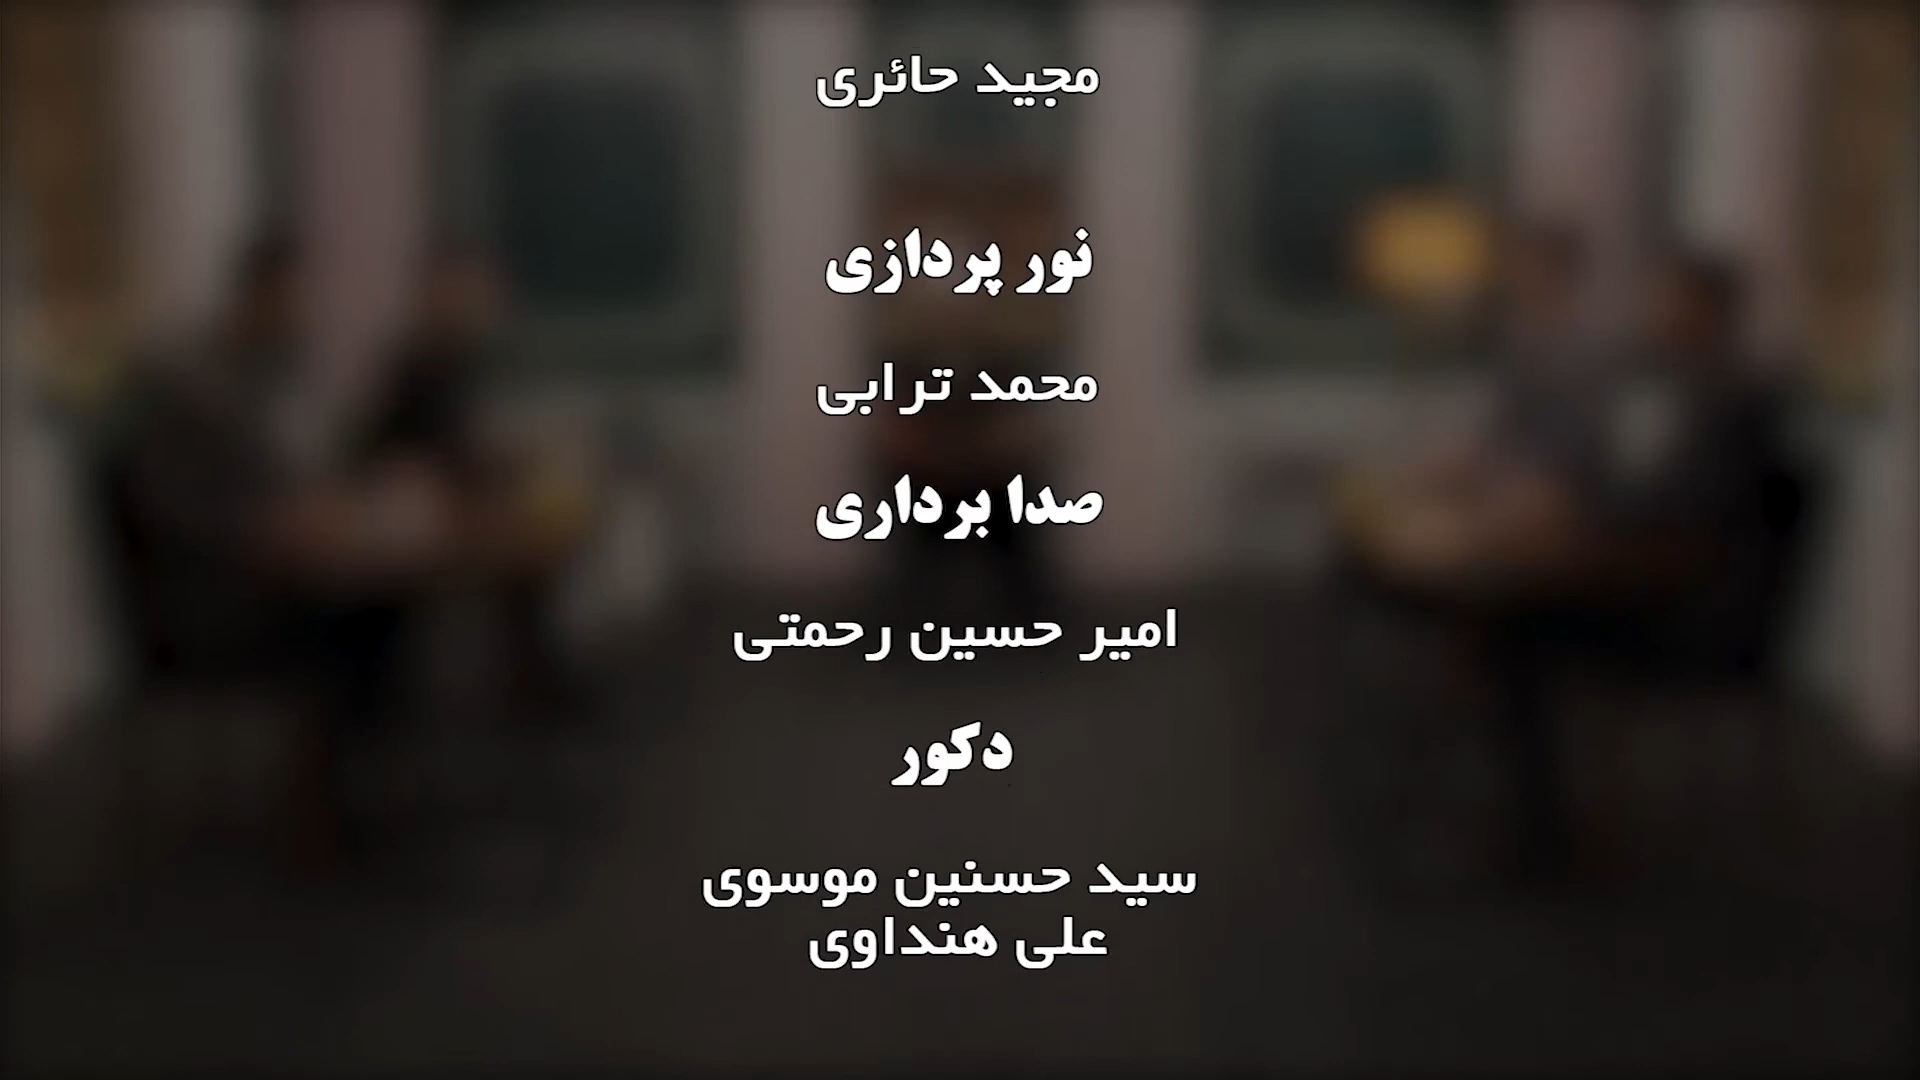 مجید حائری
نور پردازی
محمد ترابی
صدا برداری
امیر حسین رحمتی
دکور
سید حسنین موسوی
علی هنداوی